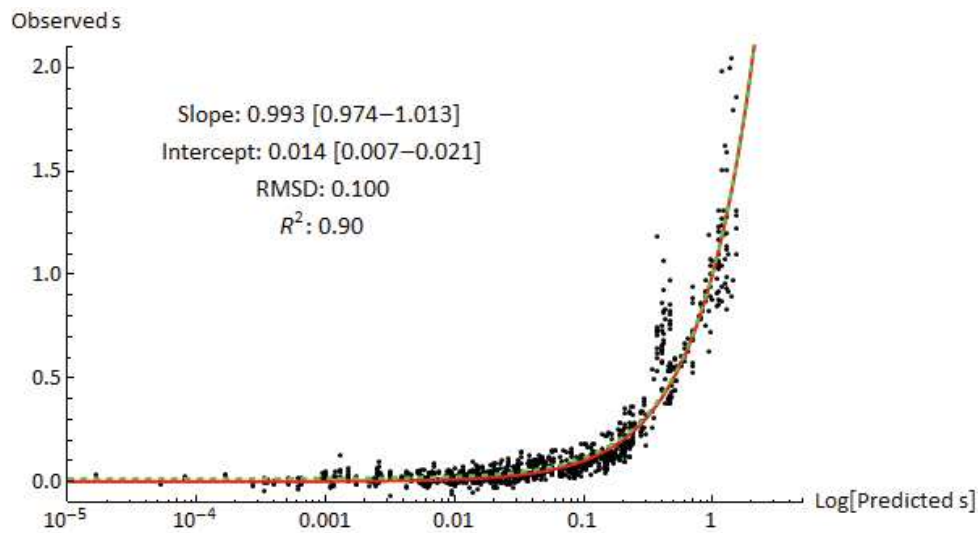 Observed s
2.0
Slope: 0.993 [0.974–1.013]
Intercept: 0.014 [0.007–0.021]
1.5
RMSD: 0.100
R²: 0.90
1.0
0.5
0.0
Log[Predicted s]
10⁻⁵ 10⁻⁴ 0.001 0.01 0.1 1